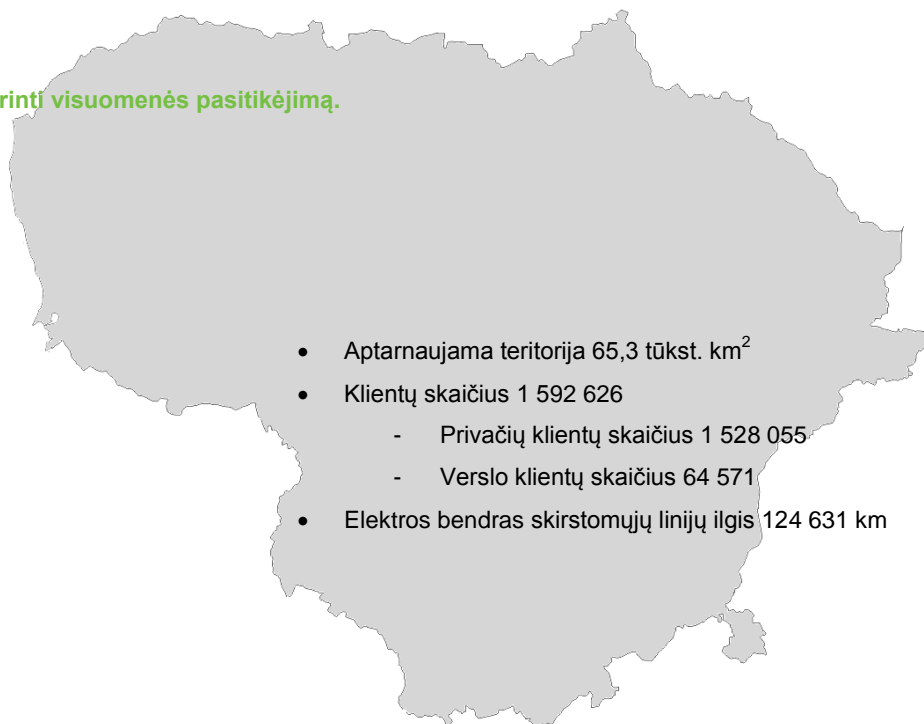 rinti visuomenės pasitikėjimą.
• Aptarnaujama teritorija 65,3 tūkst. km²
• Klientų skaičius 1 592 626
- Privačių klientų skaičius 1 528 055
- Verslo klientų skaičius 64 571
• Elektros bendras skirstomųjų linijų ilgis 124 631 km